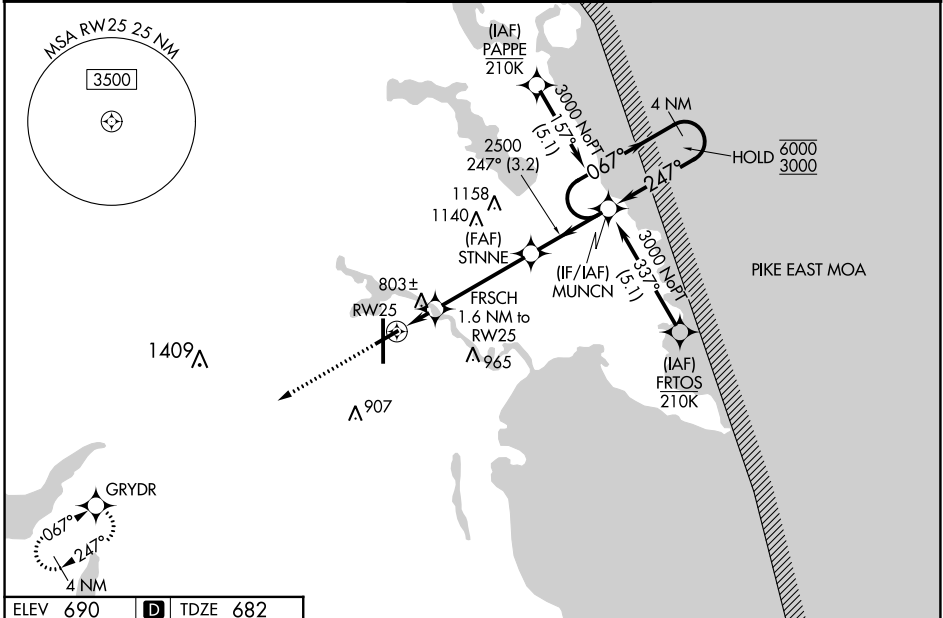 MSA RW25 25 NM
3500
(IAF)
PAPPE
210K
3000 NoPT
157°
(5.1)
4 NM
067°
247°
HOLD
6000
3000
2500
247° (3.2)
1158
1140
(FAF)
STNNE
(IF/IAF)
MUNCN
3000 NoPT
337°
(5.1)
PIKE EAST MOA
803±
RW25
FRSCH
1.6 NM to
RW25
965
1409
907
(IAF)
FRTOS
210K
GRYDR
067°
247°
4 NM
ELEV 690 D TDZE 682